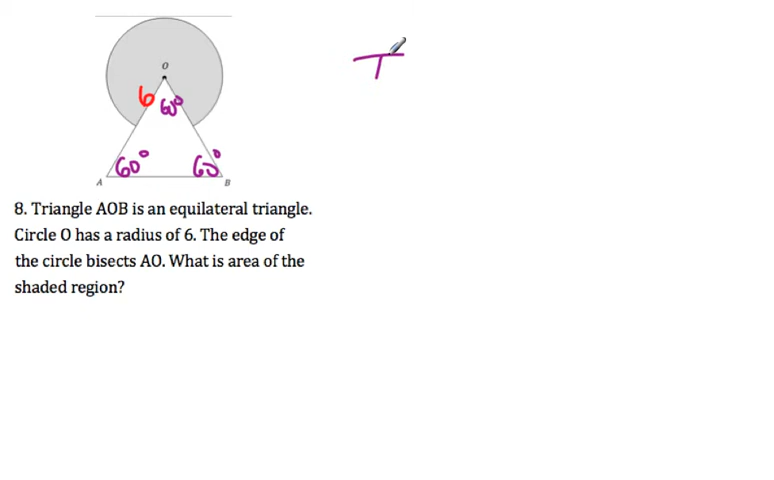 O
6 60°
60° 60°
A B
T
8. Triangle AOB is an equilateral triangle.
Circle O has a radius of 6. The edge of
the circle bisects AO. What is area of the
shaded region?